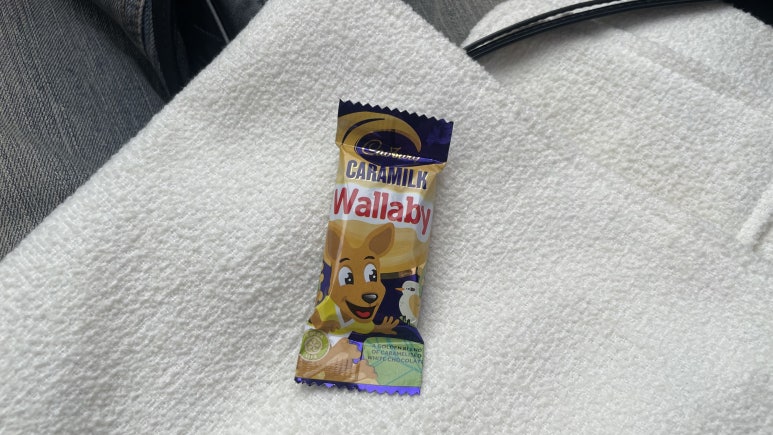 Cadbury
CARAMILK
Wallaby
A GOLDEN BLEND
OF CARAMELISED
WHITE CHOCOLATE